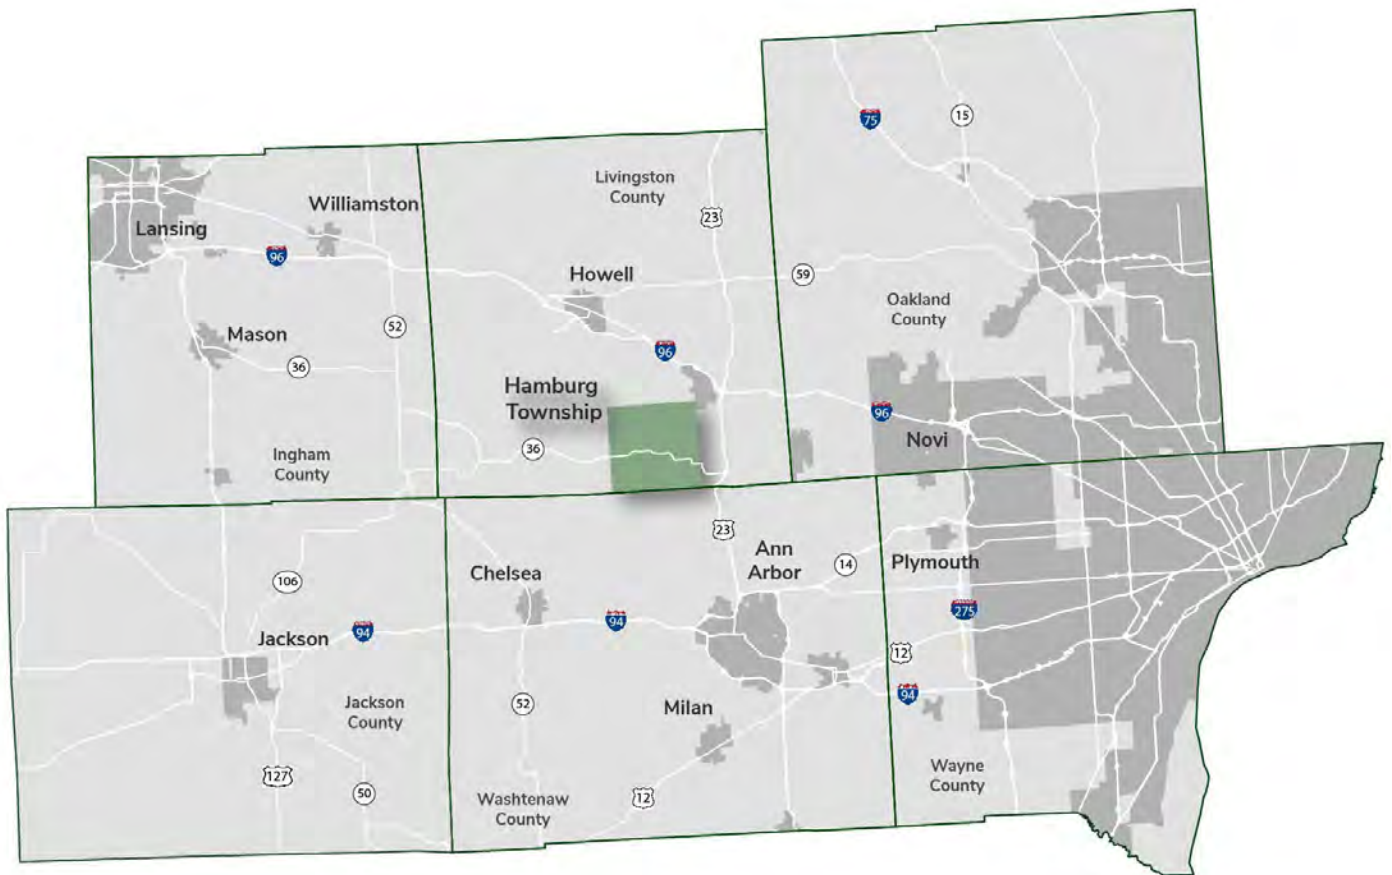 75
15
Livingston
County
Williamston
23
Lansing
96
Howell
59
Oakland
County
52
Mason
36
96
Hamburg
Township
96
Novi
36
Ingham
County
23
Ann
Arbor
14
Plymouth
Chelsea
106
275
94
94
Jackson
12
94
52
Jackson
County
Milan
127
50
Washtenaw
County
12
Wayne
County